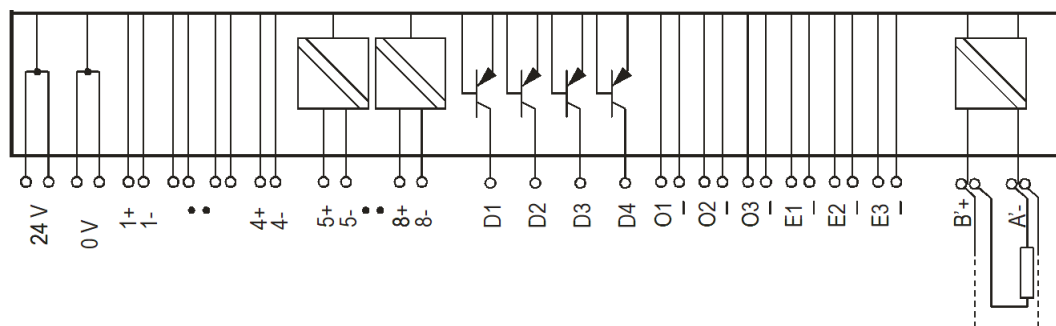 24 V
0 V
1+
1-
••
4+
4-
5+
5-
••
8+
8-
D1
D2
D3
D4
O1
–
O2
–
O3
–
E1
–
E2
–
E3
–
B'+
A'-